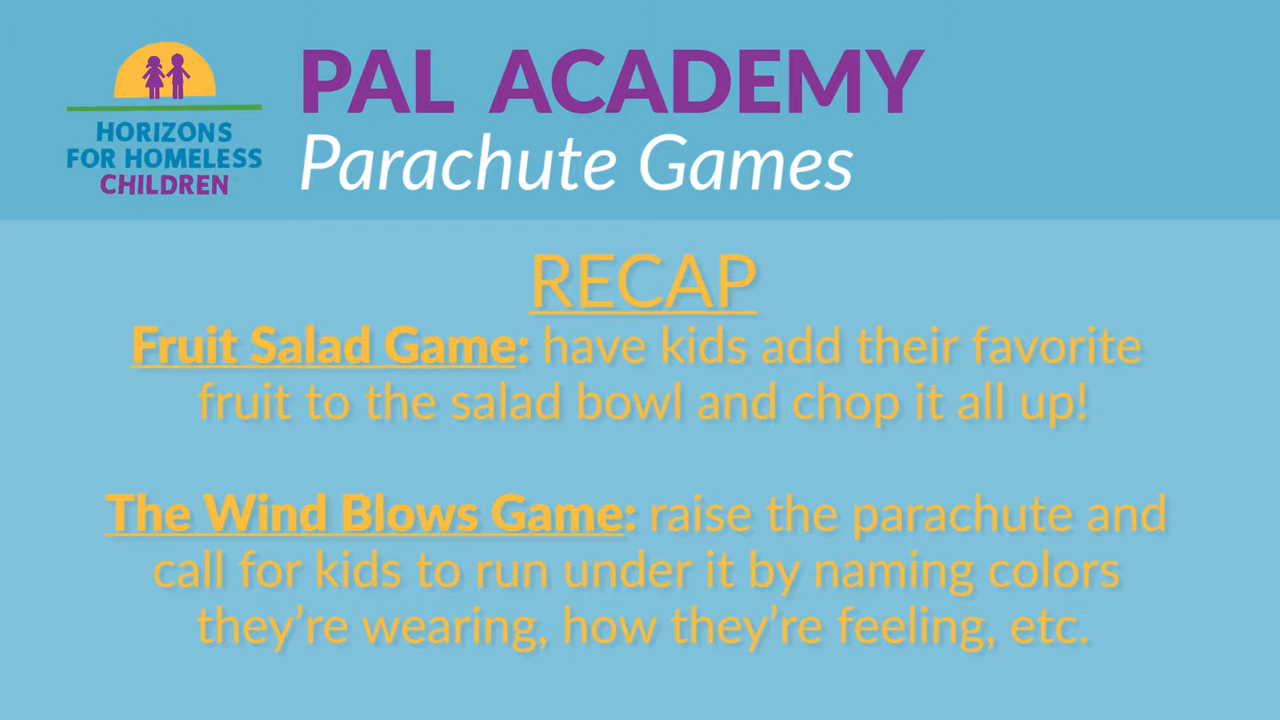 HORIZONS
FOR HOMELESS
CHILDREN
PAL ACADEMY
Parachute Games
RECAP
Fruit Salad Game: have kids add their favorite
fruit to the salad bowl and chop it all up!
The Wind Blows Game: raise the parachute and
call for kids to run under it by naming colors
they're wearing, how they're feeling, etc.